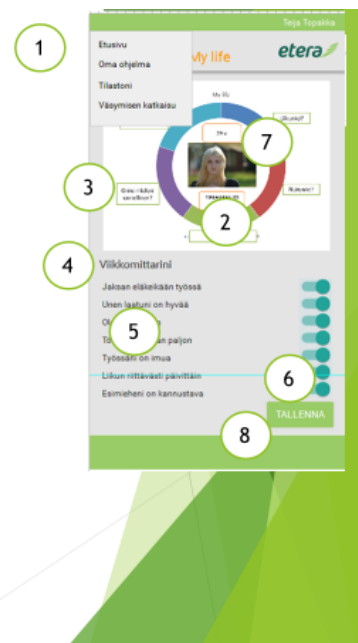 Teija Topakka
1
Etusivu
Oma ohjelma
Tilastoni
Väsymisen katkaisu
My life
etera
My life
7
3
2
4
Viikkomittarini
Jaksan eläkeikään työssä
Unen laatuni on hyvää
5
paljon
Työssäni on imua
Liikun riittävästi päivittäin
6
Esimieheni on kannustava
TALLENNA
8